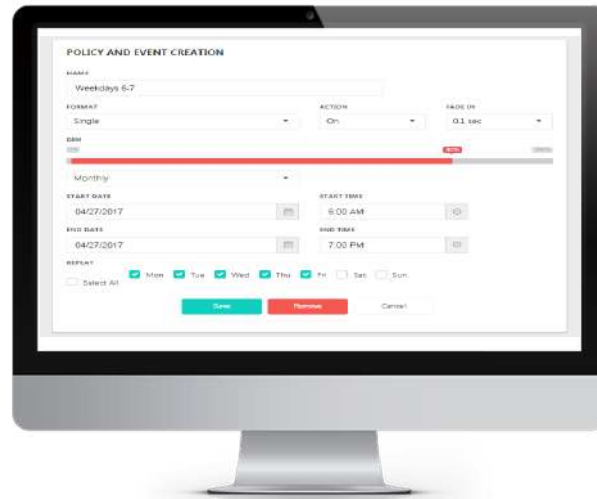 POLICY AND EVENT CREATION
NAME
Weekdays 6-7
FORMAT ACTION FADE IN
Single On 0.1 sec
DIM
Monthly
START DATE START TIME
04/27/2017 6:00 AM
END DATE END TIME
04/27/2017 7:00 PM
REPEAT
Select All Mon Tue Wed Thu Fri Sat Sun
Save Remove Cancel